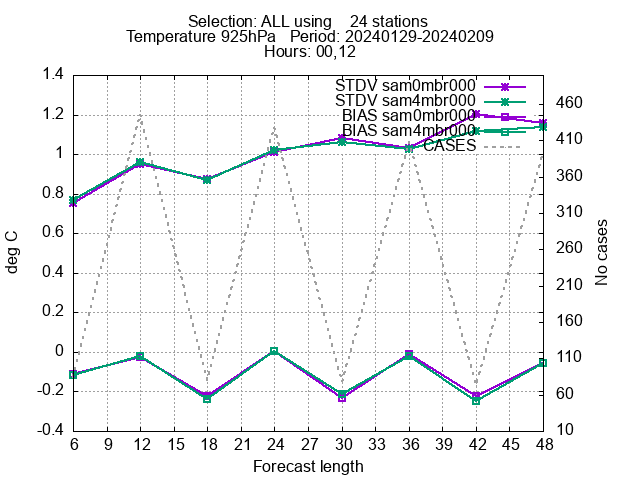 Selection: ALL using    24 stations
Temperature 925hPa   Period: 20240129-20240209
Hours: 00,12
STDV sam0mbr000
STDV sam4mbr000
BIAS sam0mbr000
BIAS sam4mbr000
CASES
1.4
1.2
1
0.8
0.6
0.4
0.2
0
-0.2
-0.4
deg C
460
410
360
310
260
210
160
110
60
10
No cases
6 9 12 15 18 21 24 27 30 33 36 39 42 45 48
Forecast length